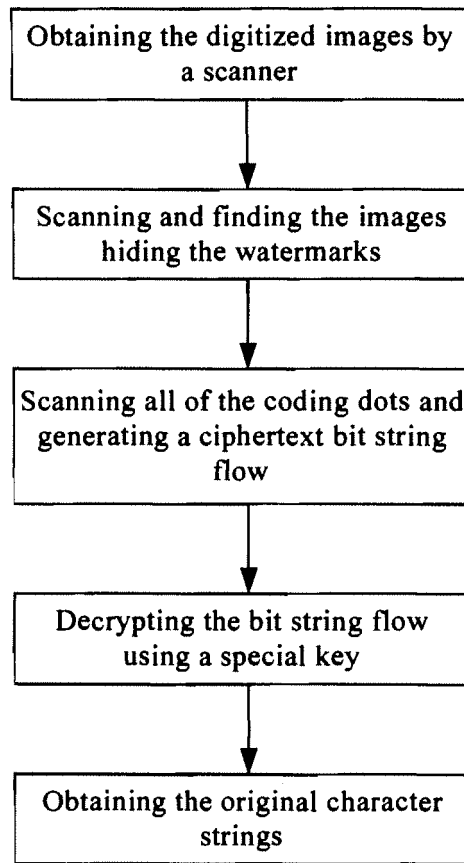 Obtaining the digitized images by
a scanner
Scanning and finding the images
hiding the watermarks
Scanning all of the coding dots and
generating a ciphertext bit string
flow
Decrypting the bit string flow
using a special key
Obtaining the original character
strings